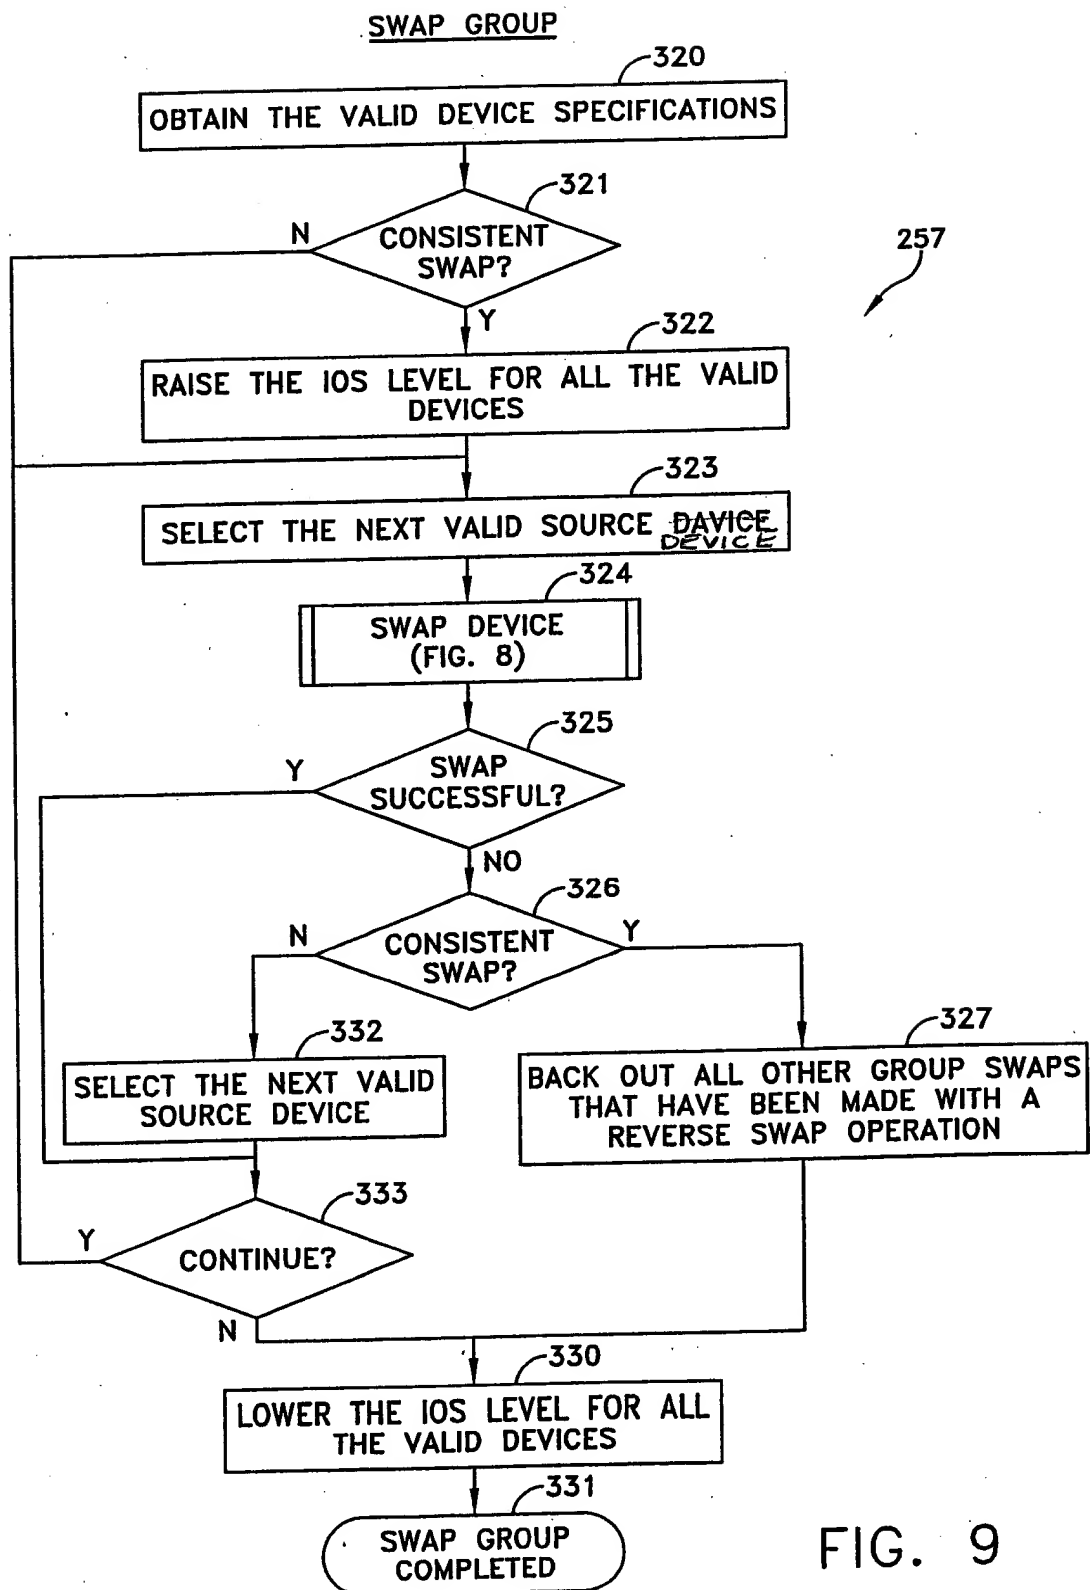 SWAP GROUP
320
OBTAIN THE VALID DEVICE SPECIFICATIONS
321
N
CONSISTENT
SWAP?
257
Y
322
RAISE THE IOS LEVEL FOR ALL THE VALID
DEVICES
323
SELECT THE NEXT VALID SOURCE DAVICE
DEVICE
324
SWAP DEVICE
(FIG. 8)
325
Y
SWAP
SUCCESSFUL?
NO
326
N
CONSISTENT
SWAP?
Y
332
SELECT THE NEXT VALID
SOURCE DEVICE
327
BACK OUT ALL OTHER GROUP SWAPS
THAT HAVE BEEN MADE WITH A
REVERSE SWAP OPERATION
333
Y
CONTINUE?
N
330
LOWER THE IOS LEVEL FOR ALL
THE VALID DEVICES
331
SWAP GROUP
COMPLETED
FIG. 9